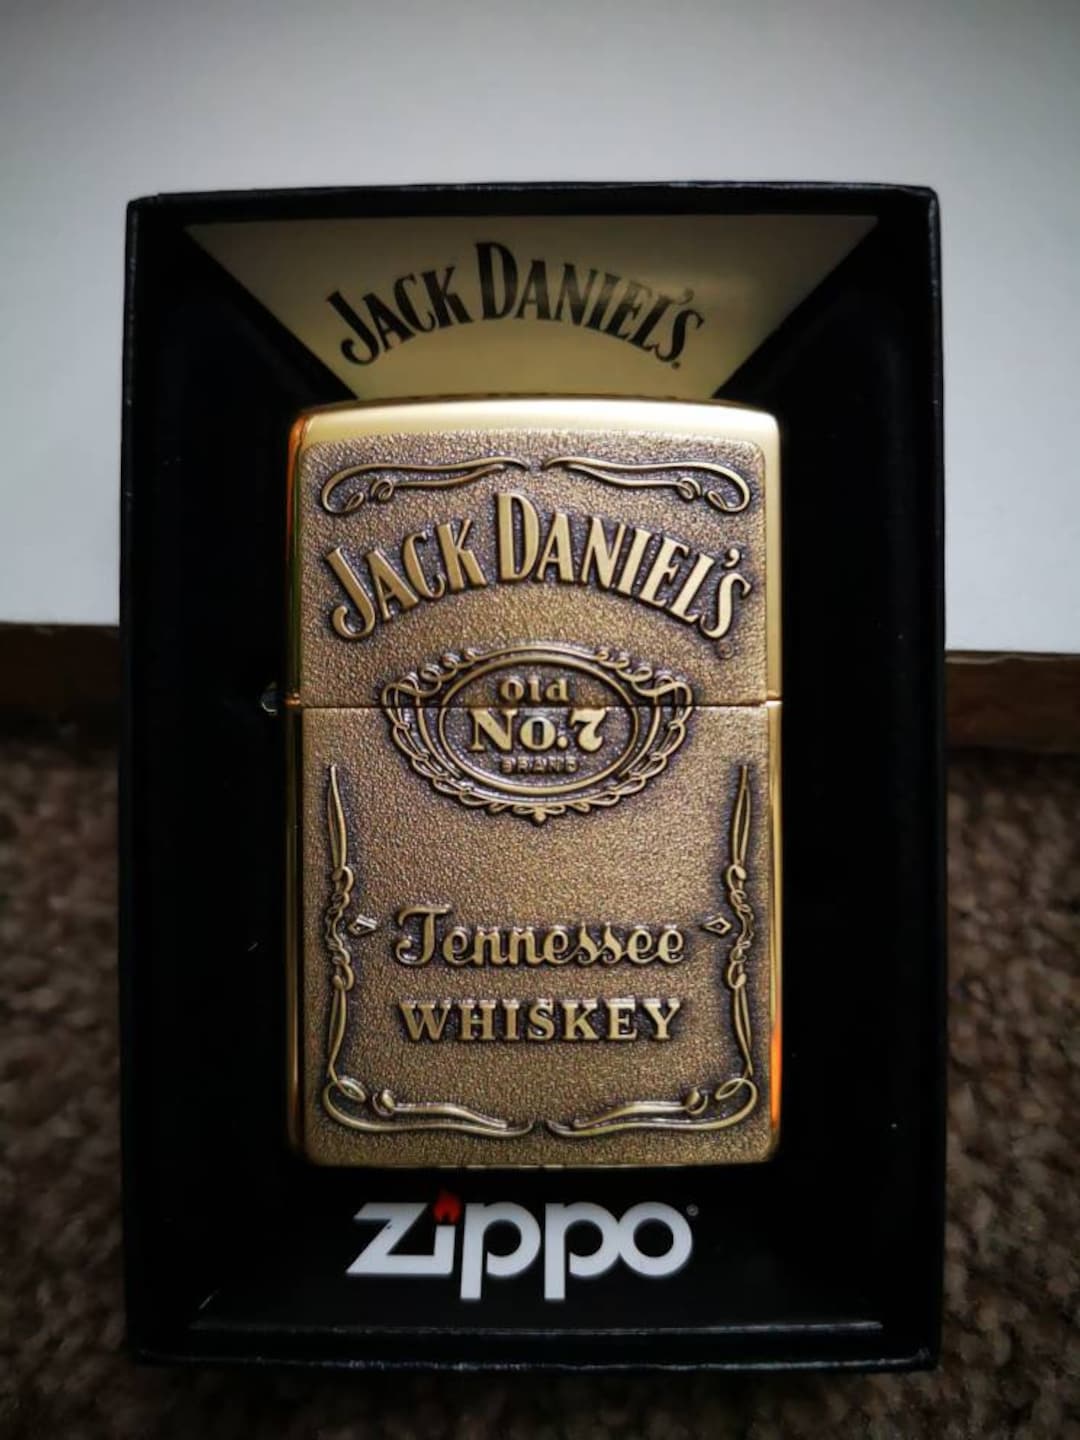 JACK DANIEL'S
JACK DANIEL'S
Old
No. 7
BRAND
Tennessee
WHISKEY
zippo